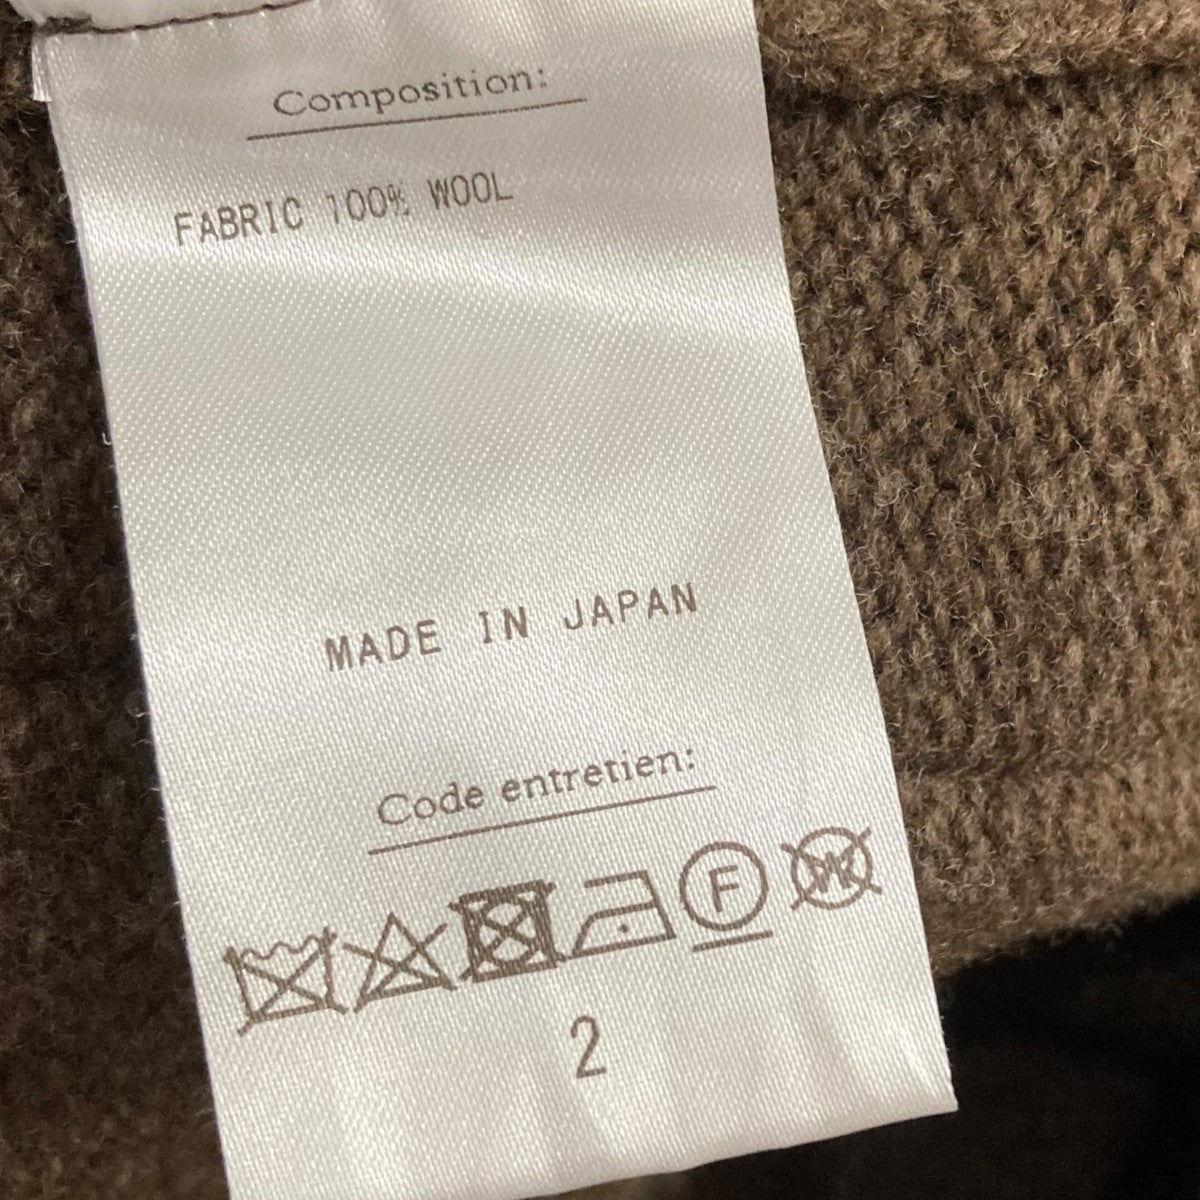 Composition:
FABRIC 100% WOOL
MADE IN JAPAN
Code entretien:
F W
2